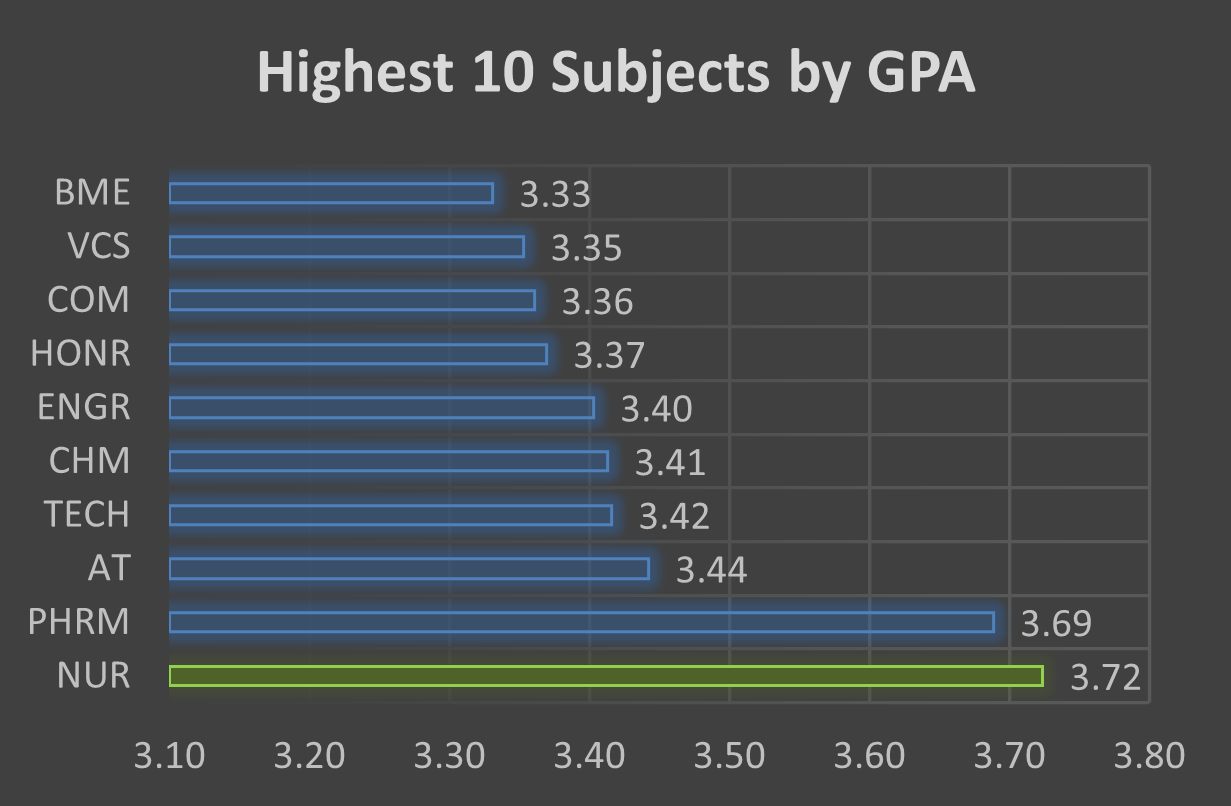 Highest 10 Subjects by GPA
BME 3.33
VCS 3.35
COM 3.36
HONR 3.37
ENGR 3.40
CHM 3.41
TECH 3.42
AT 3.44
PHRM 3.69
NUR 3.72
3.10 3.20 3.30 3.40 3.50 3.60 3.70 3.80